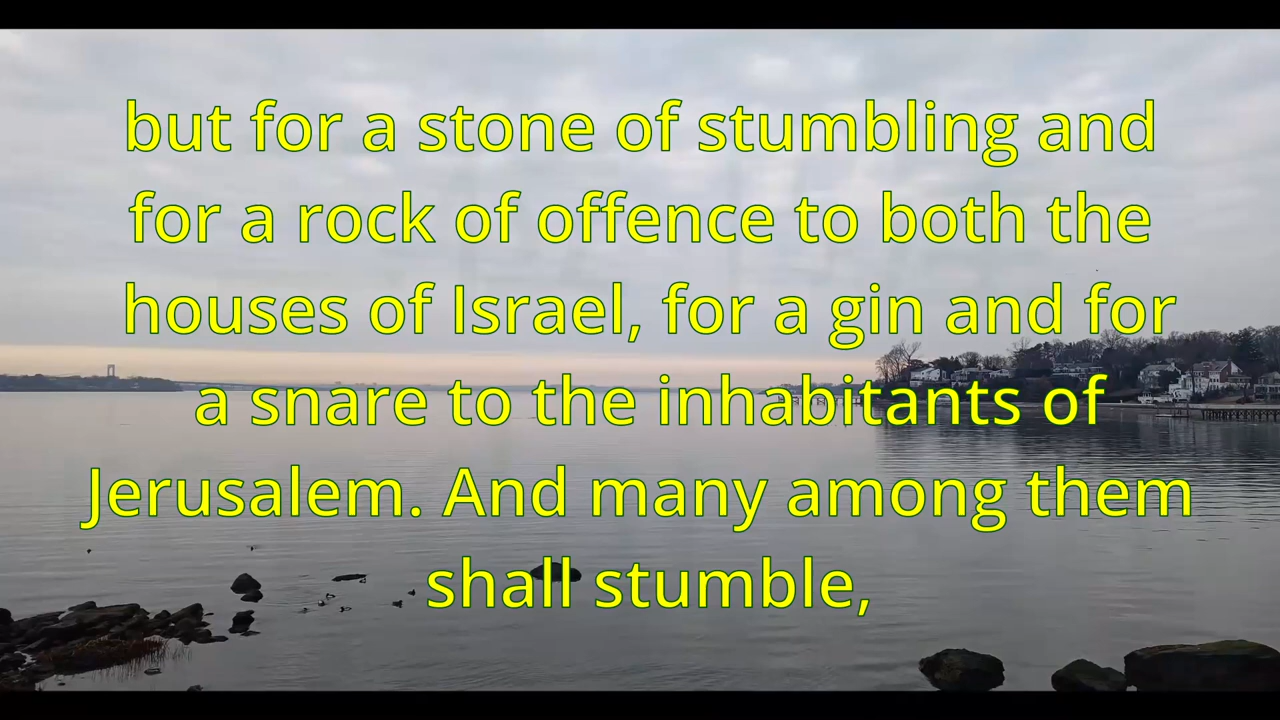 but for a stone of stumbling and
for a rock of offence to both the
houses of Israel, for a gin and for
a snare to the inhabitants of
Jerusalem. And many among them
shall stumble,